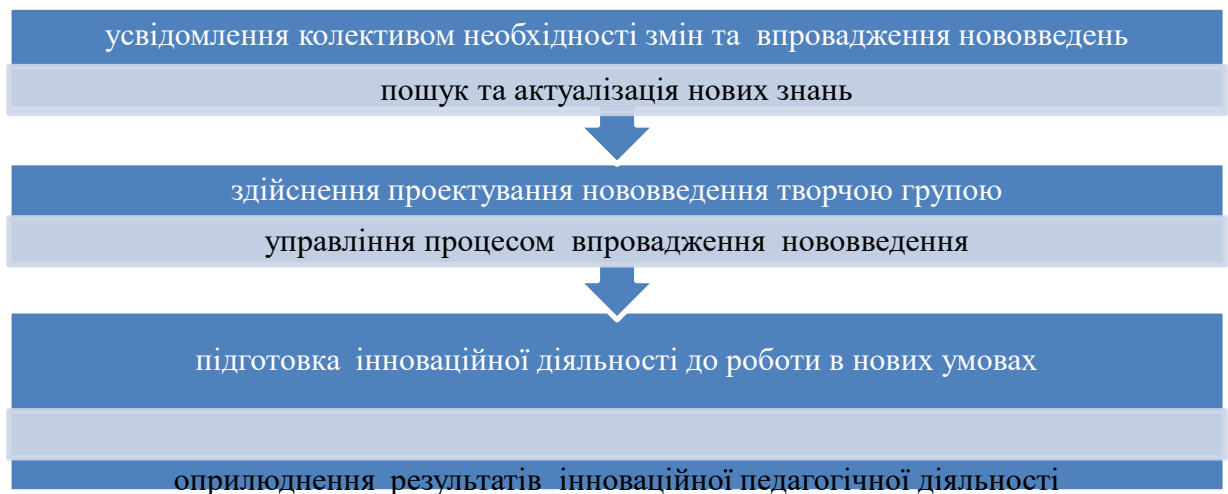 усвідомлення колективом необхідності змін та впровадження нововведень
пошук та актуалізація нових знань
здійснення проектування нововведення творчою групою
управління процесом впровадження нововведення
підготовка інноваційної діяльності до роботи в нових умовах
оприлюднення результатів інноваційної педагогічної діяльності